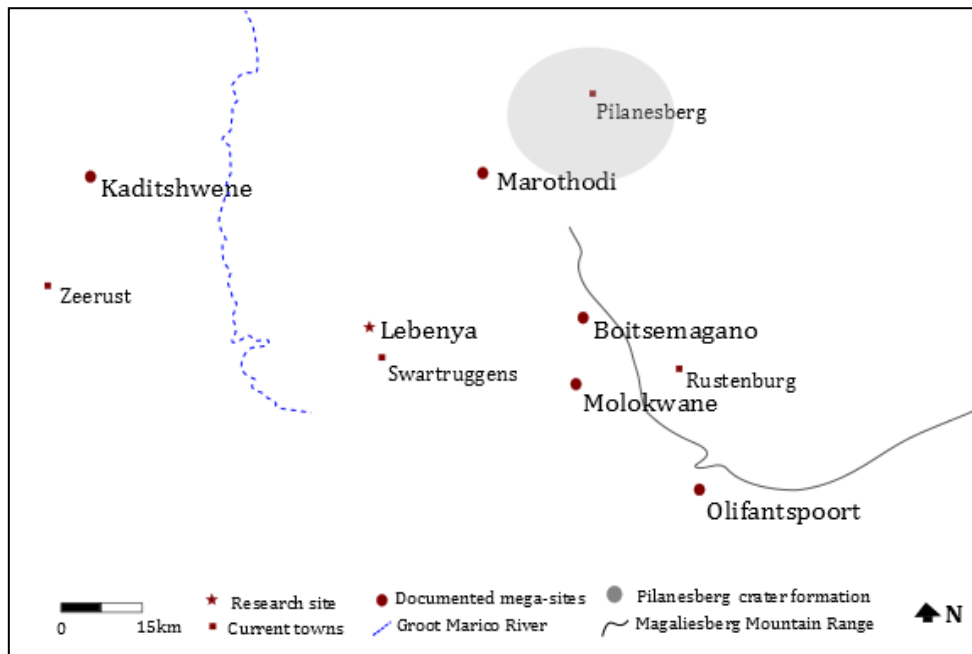 Pilanesberg
Kaditshwene
Marothodi
Zeerust
Lebenya
Boitsemagano
Swartruggens
Rustenburg
Molokwane
Olifantspoort
0 15km
Research site
Current towns
Documented mega-sites
Groot Marico River
Pilanesberg crater formation
Magaliesberg Mountain Range
N